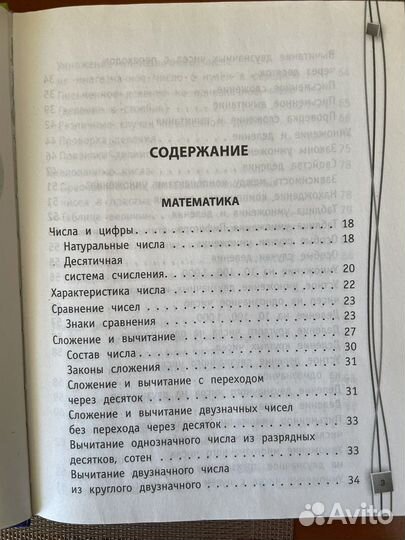 СОДЕРЖАНИЕ
МАТЕМАТИКА
Числа и цифры. . . . . . . . . . . . . . . . . . . . . . . . 18
Натуральные числа . . . . . . . . . . . . . . . . . . 18
Десятичная
система счисления. . . . . . . . . . . . . . . . . . . 20
Характеристика числа . . . . . . . . . . . . . . . . 22
Сравнение чисел . . . . . . . . . . . . . . . . . . . . 23
Знаки сравнения . . . . . . . . . . . . . . . . . . . . 23
Сложение и вычитание . . . . . . . . . . . . . . . . 27
Состав числа. . . . . . . . . . . . . . . . . . . . . . . 30
Законы сложения . . . . . . . . . . . . . . . . . . . 31
Сложение и вычитание с переходом
через десяток . . . . . . . . . . . . . . . . . . . . . . 31
Сложение и вычитание двузначных чисел
без перехода через десяток . . . . . . . . . . . 33
Вычитание однозначного числа из разрядных
десятков, сотен . . . . . . . . . . . . . . . . . . . . 33
Вычитание двузначного числа
из круглого двузначного . . . . . . . . . . . . . . 34
3
Avito